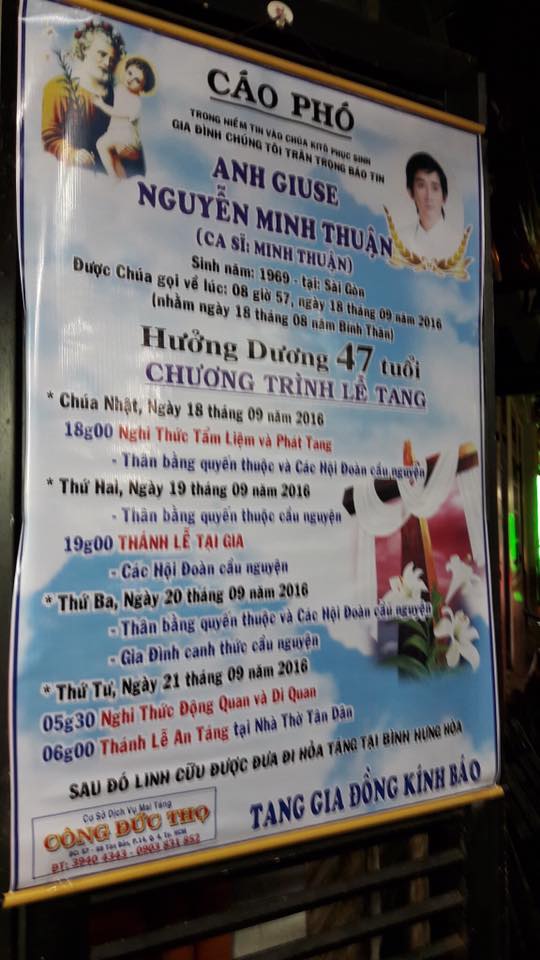 CÁO PHÓ
TRONG NIỀM TIN VÀO CHÚA KITÔ PHỤC SINH
GIA ĐÌNH CHÚNG TÔI TRÂN TRỌNG BÁO TIN
ANH GIUSE
NGUYỄN MINH THUẬN
(CA SĨ: MINH THUẬN)
Sinh năm: 1969 - tại: Sài Gòn
Được Chúa gọi về lúc: 08 giờ 57, ngày 18 tháng 09 năm 2016
(nhằm ngày 18 tháng 08 năm Bính Thân)
Hưởng Dương 47 tuổi
CHƯƠNG TRÌNH LỄ TANG
* Chúa Nhật, Ngày 18 tháng 09 năm 2016
18g00 Nghi Thức Tẩm Liệm và Phát Tang
- Thân bằng quyến thuộc và Các Hội Đoàn cầu nguyện
* Thứ Hai, Ngày 19 tháng 09 năm 2016
- Thân bằng quyến thuộc cầu nguyện
19g00 THÁNH LỄ TẠI GIA
- Các Hội Đoàn cầu nguyện
* Thứ Ba, Ngày 20 tháng 09 năm 2016
- Thân bằng quyến thuộc và Các Hội Đoàn cầu nguyện
- Gia Đình canh thức cầu nguyện
* Thứ Tư, Ngày 21 tháng 09 năm 2016
05g30 Nghi Thức Động Quan và Di Quan
06g00 Thánh Lễ An Táng tại Nhà Thờ Tân Dân
SAU ĐÓ LINH CỮU ĐƯỢC ĐƯA ĐI HỎA TÁNG TẠI BÌNH HƯNG HÒA
TANG GIA ĐỒNG KÍNH BÁO
Cơ Sở Dịch Vụ Mai Táng
CÔNG ĐỨC THỌ
ĐT: 3940 4343 - 0903 831 852